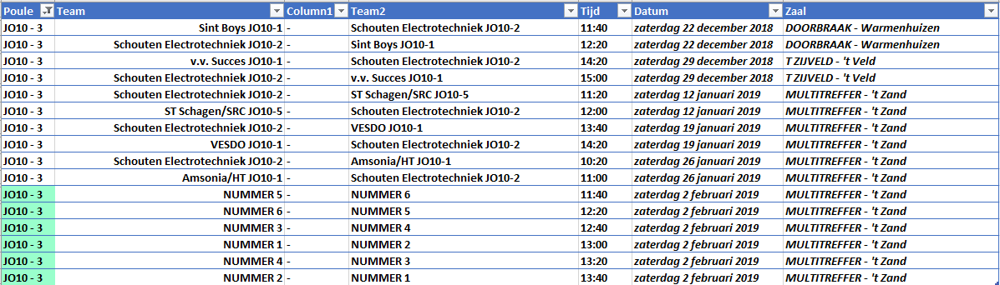 Poule Team Column1 Team2 Tijd Datum Zaal
JO10 - 3 Sint Boys JO10-1 - Schouten Electrotechniek JO10-2 11:40 zaterdag 22 december 2018 DOORBRAAK - Warmenhuizen
JO10 - 3 Schouten Electrotechniek JO10-2 - Sint Boys JO10-1 12:20 zaterdag 22 december 2018 DOORBRAAK - Warmenhuizen
JO10 - 3 v.v. Succes JO10-1 - Schouten Electrotechniek JO10-2 14:20 zaterdag 29 december 2018 T ZIJVELD - 't Veld
JO10 - 3 Schouten Electrotechniek JO10-2 - v.v. Succes JO10-1 15:00 zaterdag 29 december 2018 T ZIJVELD - 't Veld
JO10 - 3 Schouten Electrotechniek JO10-2 - ST Schagen/SRC JO10-5 11:20 zaterdag 12 januari 2019 MULTITREFFER - 't Zand
JO10 - 3 ST Schagen/SRC JO10-5 - Schouten Electrotechniek JO10-2 12:00 zaterdag 12 januari 2019 MULTITREFFER - 't Zand
JO10 - 3 Schouten Electrotechniek JO10-2 - VESDO JO10-1 13:40 zaterdag 19 januari 2019 MULTITREFFER - 't Zand
JO10 - 3 VESDO JO10-1 - Schouten Electrotechniek JO10-2 14:20 zaterdag 19 januari 2019 MULTITREFFER - 't Zand
JO10 - 3 Schouten Electrotechniek JO10-2 - Amsonia/HT JO10-1 10:20 zaterdag 26 januari 2019 MULTITREFFER - 't Zand
JO10 - 3 Amsonia/HT JO10-1 - Schouten Electrotechniek JO10-2 11:00 zaterdag 26 januari 2019 MULTITREFFER - 't Zand
JO10 - 3 NUMMER 5 - NUMMER 6 11:40 zaterdag 2 februari 2019 MULTITREFFER - 't Zand
JO10 - 3 NUMMER 6 - NUMMER 5 12:20 zaterdag 2 februari 2019 MULTITREFFER - 't Zand
JO10 - 3 NUMMER 3 - NUMMER 4 12:40 zaterdag 2 februari 2019 MULTITREFFER - 't Zand
JO10 - 3 NUMMER 1 - NUMMER 2 13:00 zaterdag 2 februari 2019 MULTITREFFER - 't Zand
JO10 - 3 NUMMER 4 - NUMMER 3 13:20 zaterdag 2 februari 2019 MULTITREFFER - 't Zand
JO10 - 3 NUMMER 2 - NUMMER 1 13:40 zaterdag 2 februari 2019 MULTITREFFER - 't Zand